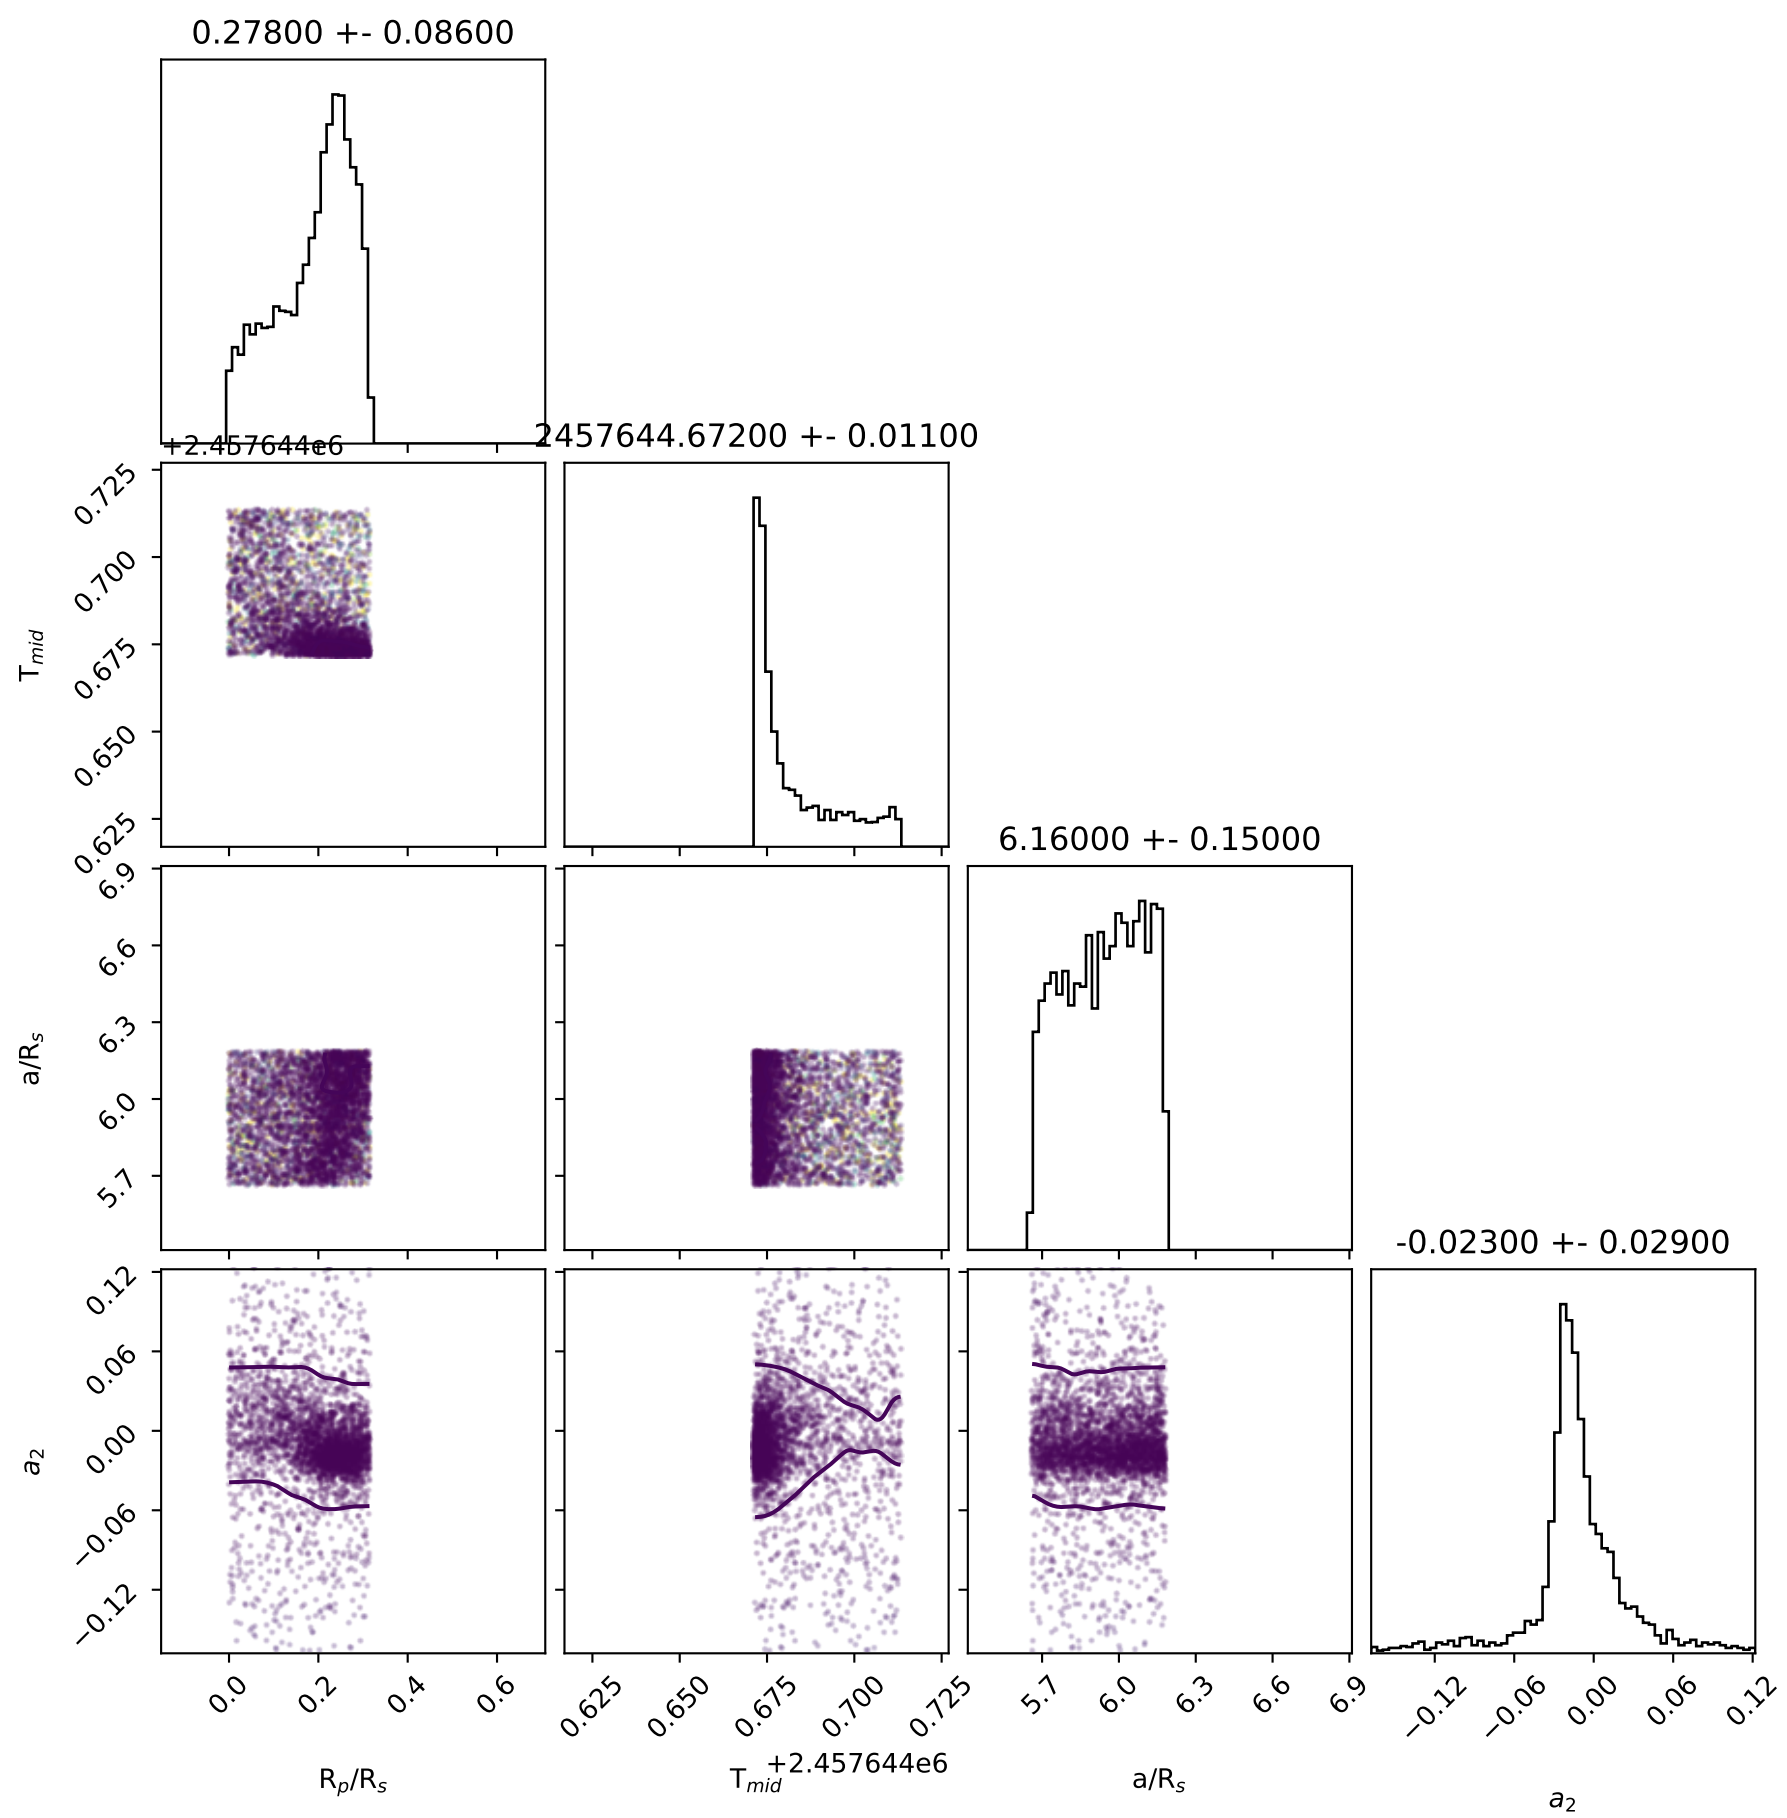 0.27800 +- 0.08600
+2.457644e6
2457644.67200 +- 0.01100
0.725
0.700
0.675
0.650
0.625
T_mid
6.16000 +- 0.15000
6.9
6.6
6.3
6.0
5.7
a/R_s
-0.02300 +- 0.02900
0.12
0.06
0.00
−0.06
−0.12
a_2
0.0 0.2 0.4 0.6
0.625 0.650 0.675 0.700 0.725
5.7 6.0 6.3 6.6 6.9
−0.12 −0.06 0.00 0.06 0.12
+2.457644e6
R_p/R_s
T_mid
a/R_s
a_2